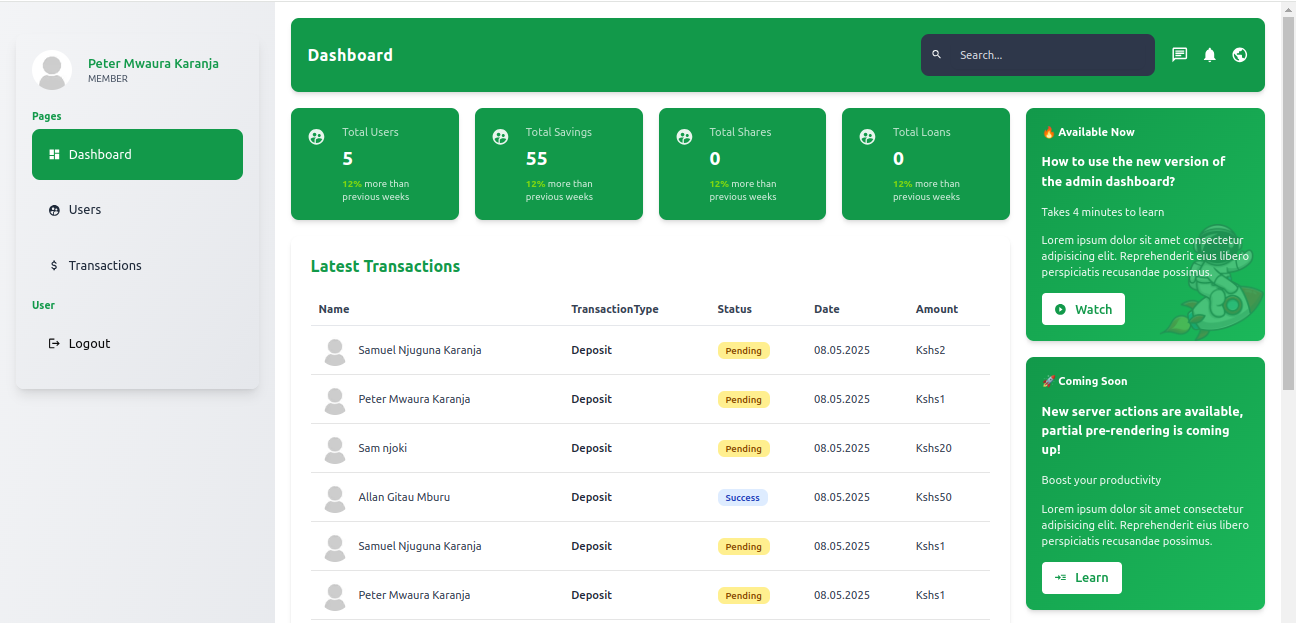 Peter Mwaura Karanja
MEMBER
Pages
Dashboard
Users
Transactions
User
Logout
Dashboard
Search...
Total Users
5
12% more than
previous weeks
Total Savings
55
12% more than
previous weeks
Total Shares
0
12% more than
previous weeks
Total Loans
0
12% more than
previous weeks
Latest Transactions
Name TransactionType Status Date Amount
Samuel Njuguna Karanja Deposit Pending 08.05.2025 Kshs2
Peter Mwaura Karanja Deposit Pending 08.05.2025 Kshs1
Sam njoki Deposit Pending 08.05.2025 Kshs20
Allan Gitau Mburu Deposit Success 08.05.2025 Kshs50
Samuel Njuguna Karanja Deposit Pending 08.05.2025 Kshs1
Peter Mwaura Karanja Deposit Pending 08.05.2025 Kshs1
🔥 Available Now
How to use the new version of
the admin dashboard?
Takes 4 minutes to learn
Lorem ipsum dolor sit amet consectetur
adipisicing elit. Reprehenderit eius libero
perspiciatis recusandae possimus.
Watch
🚀 Coming Soon
New server actions are available,
partial pre-rendering is coming
up!
Boost your productivity
Lorem ipsum dolor sit amet consectetur
adipisicing elit. Reprehenderit eius libero
perspiciatis recusandae possimus.
Learn